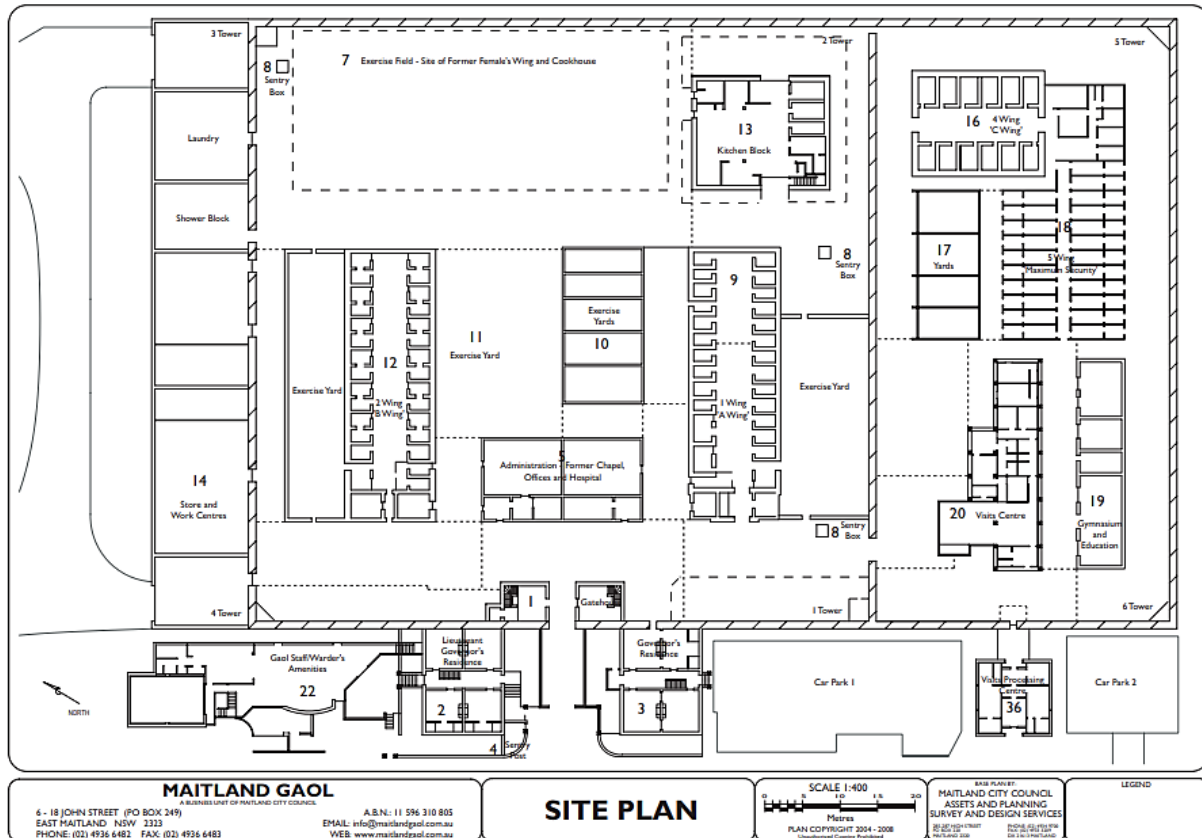 3 Tower
8
Sentry
Box
7 Exercise Field - Site of Former Female's Wing and Cookhouse
2 Tower
5 Tower
Laundry
13
Kitchen Block
16
4 Wing
'C Wing'
Shower Block
8
Sentry
Box
17
Yards
18
5 Wing
'Maximum Security'
9
Exercise
Yards
10
11
Exercise Yard
12
Exercise Yard
2 Wing
'B Wing'
1 Wing
'A Wing'
Exercise Yard
5
Administration - Former Chapel,
Offices and Hospital
14
Store and
Work Centres
8 Sentry
Box
20 Visits Centre
19
Gymnasium
and
Education
4 Tower
1
Gatehouse
1 Tower
6 Tower
Lieutenant
Governor's
Residence
Governor's
Residence
Gaol Staff/Warder's
Amenities
22
Car Park 1
Visits Processing
Centre
36
Car Park 2
NORTH
2
3
4 Sentry
Post
MAITLAND GAOL
A BUSINESS UNIT OF MAITLAND CITY COUNCIL
6 - 18 JOHN STREET (PO BOX 249)
EAST MAITLAND NSW 2323
PHONE: (02) 4936 6482 FAX: (02) 4936 6483
A.B.N.: 11 596 310 805
EMAIL: info@maitlandgaol.com.au
WEB: www.maitlandgaol.com.au
SITE PLAN
SCALE 1:400
0 5 10 15 20
Metres
PLAN COPYRIGHT 2004 - 2008
Unauthorised Copying Prohibited
BASE PLAN BY:
MAITLAND CITY COUNCIL
ASSETS AND PLANNING
SURVEY AND DESIGN SERVICES
LEGEND